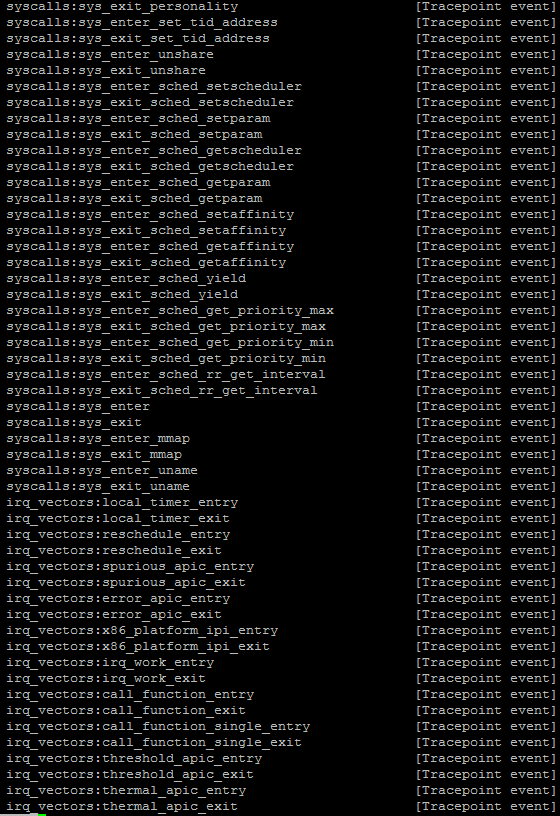 syscalls:sys_exit_personality [Tracepoint event]
syscalls:sys_enter_set_tid_address [Tracepoint event]
syscalls:sys_exit_set_tid_address [Tracepoint event]
syscalls:sys_enter_unshare [Tracepoint event]
syscalls:sys_exit_unshare [Tracepoint event]
syscalls:sys_enter_sched_setscheduler [Tracepoint event]
syscalls:sys_exit_sched_setscheduler [Tracepoint event]
syscalls:sys_enter_sched_setparam [Tracepoint event]
syscalls:sys_exit_sched_setparam [Tracepoint event]
syscalls:sys_enter_sched_getscheduler [Tracepoint event]
syscalls:sys_exit_sched_getscheduler [Tracepoint event]
syscalls:sys_enter_sched_getparam [Tracepoint event]
syscalls:sys_exit_sched_getparam [Tracepoint event]
syscalls:sys_enter_sched_setaffinity [Tracepoint event]
syscalls:sys_exit_sched_setaffinity [Tracepoint event]
syscalls:sys_enter_sched_getaffinity [Tracepoint event]
syscalls:sys_exit_sched_getaffinity [Tracepoint event]
syscalls:sys_enter_sched_yield [Tracepoint event]
syscalls:sys_exit_sched_yield [Tracepoint event]
syscalls:sys_enter_sched_get_priority_max [Tracepoint event]
syscalls:sys_exit_sched_get_priority_max [Tracepoint event]
syscalls:sys_enter_sched_get_priority_min [Tracepoint event]
syscalls:sys_exit_sched_get_priority_min [Tracepoint event]
syscalls:sys_enter_sched_rr_get_interval [Tracepoint event]
syscalls:sys_exit_sched_rr_get_interval [Tracepoint event]
syscalls:sys_enter [Tracepoint event]
syscalls:sys_exit [Tracepoint event]
syscalls:sys_enter_mmap [Tracepoint event]
syscalls:sys_exit_mmap [Tracepoint event]
syscalls:sys_enter_uname [Tracepoint event]
syscalls:sys_exit_uname [Tracepoint event]
irq_vectors:local_timer_entry [Tracepoint event]
irq_vectors:local_timer_exit [Tracepoint event]
irq_vectors:reschedule_entry [Tracepoint event]
irq_vectors:reschedule_exit [Tracepoint event]
irq_vectors:spurious_apic_entry [Tracepoint event]
irq_vectors:spurious_apic_exit [Tracepoint event]
irq_vectors:error_apic_entry [Tracepoint event]
irq_vectors:error_apic_exit [Tracepoint event]
irq_vectors:x86_platform_ipi_entry [Tracepoint event]
irq_vectors:x86_platform_ipi_exit [Tracepoint event]
irq_vectors:irq_work_entry [Tracepoint event]
irq_vectors:irq_work_exit [Tracepoint event]
irq_vectors:call_function_entry [Tracepoint event]
irq_vectors:call_function_exit [Tracepoint event]
irq_vectors:call_function_single_entry [Tracepoint event]
irq_vectors:call_function_single_exit [Tracepoint event]
irq_vectors:threshold_apic_entry [Tracepoint event]
irq_vectors:threshold_apic_exit [Tracepoint event]
irq_vectors:thermal_apic_entry [Tracepoint event]
irq_vectors:thermal_apic_exit [Tracepoint event]